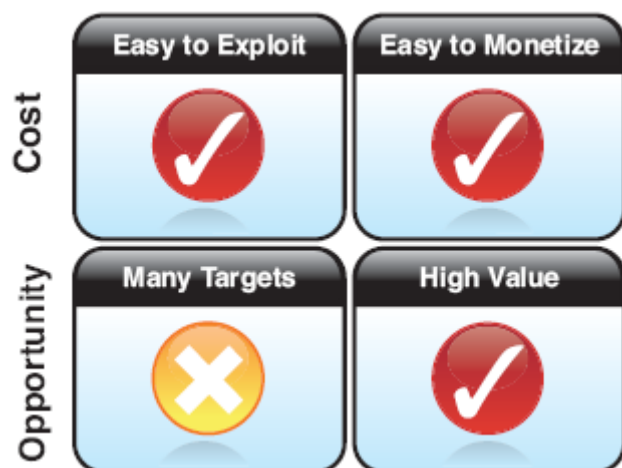 Cost
Easy to Exploit
Easy to Monetize
Opportunity
Many Targets
High Value